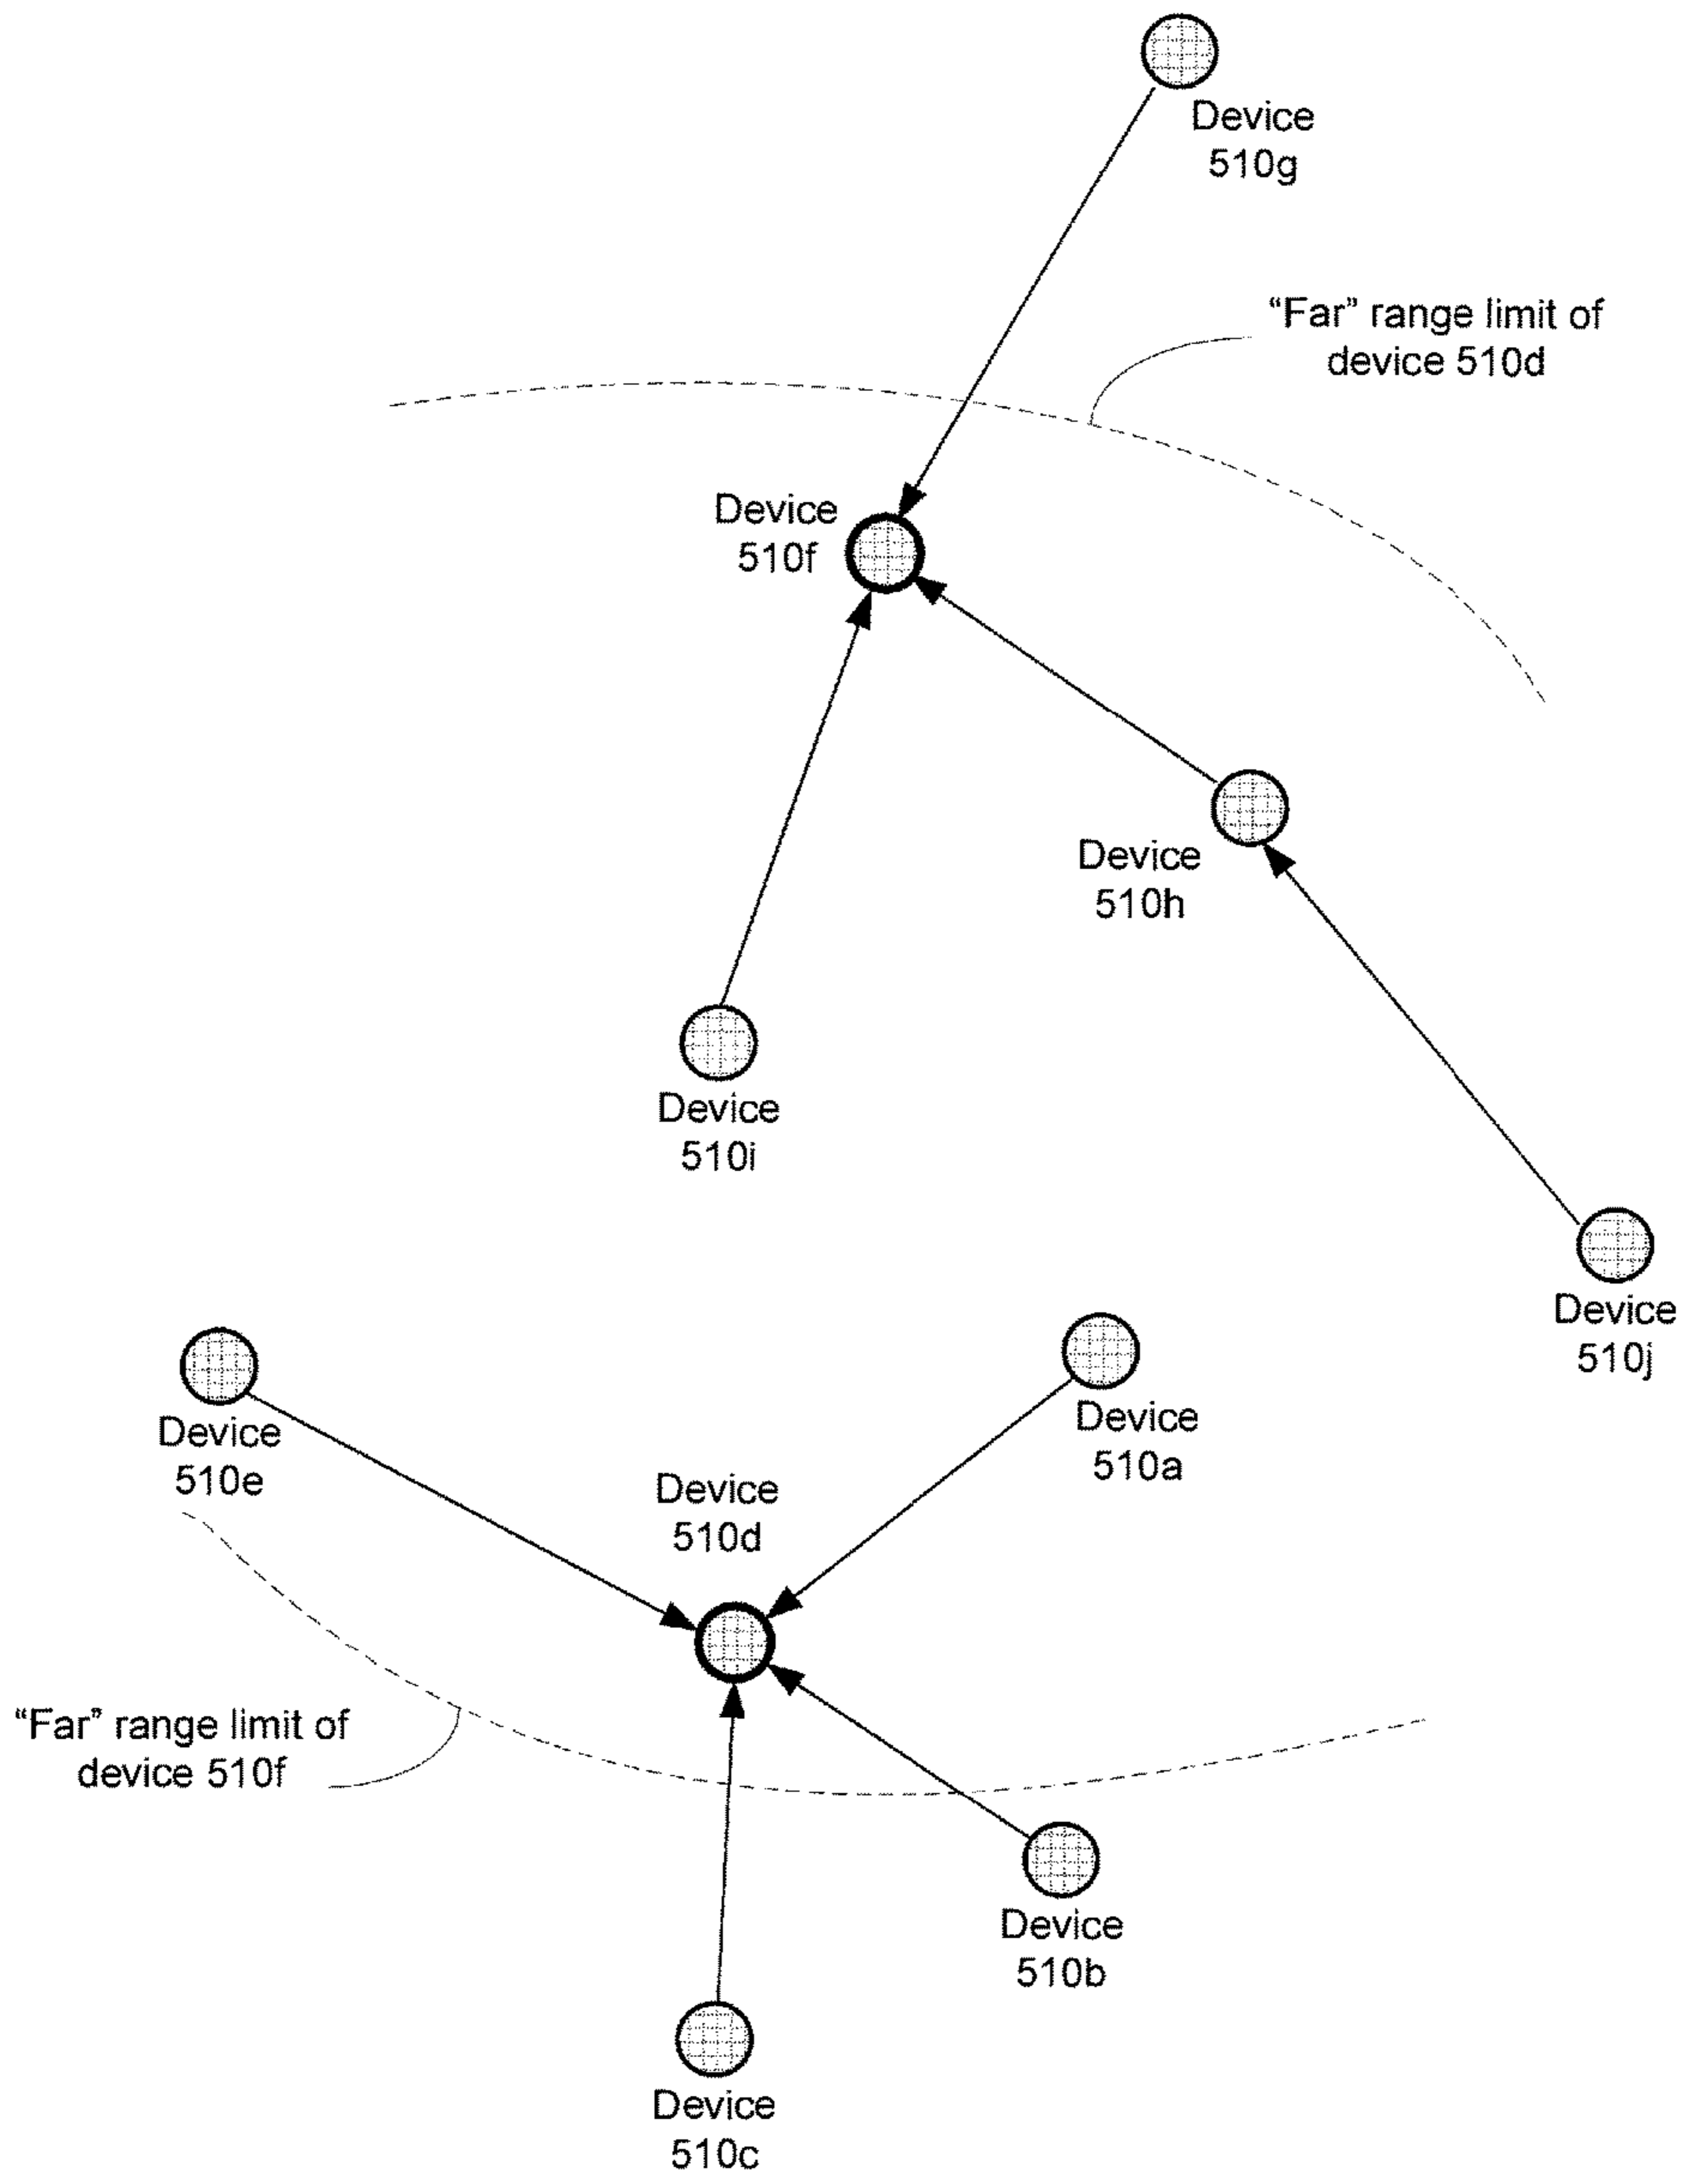 Device
510g
“Far” range limit of
device 510d
Device
510f
Device
510h
Device
510i
Device
510j
Device
510e
Device
510a
Device
510d
“Far” range limit of
device 510f
Device
510b
Device
510c